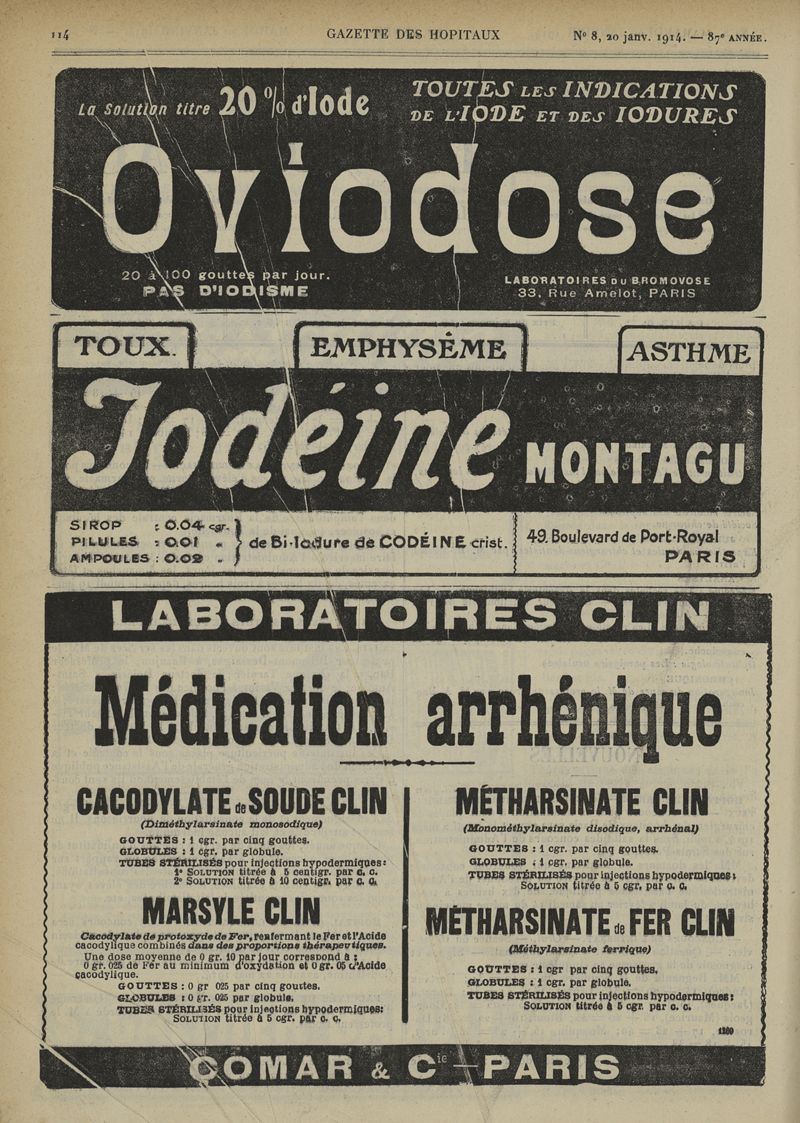 114
GAZETTE DES HOPITAUX
N° 8, 20 janv. 1914. — 87e ANNÉE.
La Solution titre 20 % d'Iode
TOUTES LES INDICATIONS
DE L'IODE ET DES IODURES
Oviodose
20 à 100 gouttes par jour.
PAS D'IODISME
LABORATOIRES DU BROMOVOSE
33, Rue Amelot, PARIS
TOUX.
EMPHYSÈME
ASTHME
Iodéine MONTAGU
SIROP : 0.04 cgr.
PILULES : 0.01 „
AMPOULES : 0.02 „
de Bi-Iodure de CODÉINE crist.
49, Boulevard de Port-Royal
PARIS
LABORATOIRES CLIN
Médication arrhénique
CACODYLATE de SOUDE CLIN
(Diméthylarsinate monosodique)
GOUTTES : 1 cgr. par cinq gouttes.
GLOBULES : 1 cgr. par globule.
TUBES STÉRILISÉS pour injections hypodermiques:
1° SOLUTION titrée à 5 centigr. par c. c.
2° SOLUTION titrée à 10 centigr. par c. c.
MARSYLE CLIN
Cacodylate de protoxyde de Fer, renfermant le Fer et l'Acide
cacodylique combinés dans des proportions thérapeutiques.
Une dose moyenne de 0 gr. 10 par jour correspond à :
0 gr. 025 de Fer au minimum d'oxydation et 0 gr. 05 d'Acide
cacodylique.
GOUTTES : 0 gr 025 par cinq gouttes.
GLOBULES : 0 gr. 025 par globule.
TUBES STÉRILISÉS pour injections hypodermiques:
SOLUTION titrée à 5 cgr. par c. c.
MÉTHARSINATE CLIN
(Monométhylarsinate disodique, arrhénal)
GOUTTES : 1 cgr. par cinq gouttes.
GLOBULES : 1 cgr. par globule.
TUBES STÉRILISÉS pour injections hypodermiques :
SOLUTION titrée à 5 cgr. par c. c.
MÉTHARSINATE de FER CLIN
(Méthylarsinate ferrique)
GOUTTES : 1 cgr par cinq gouttes.
GLOBULES : 1 cgr. par globule.
TUBES STÉRILISÉS pour injections hypodermiques :
SOLUTION titrée à 5 cgr. par c. c.
COMAR & Cie — PARIS